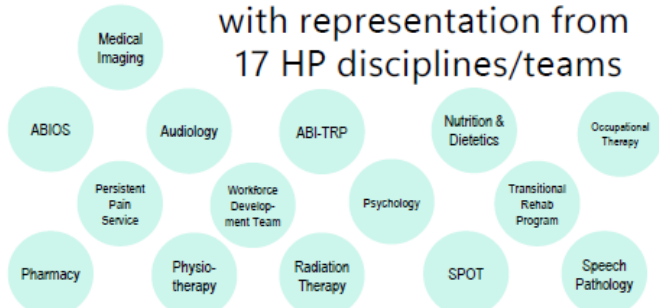 with representation from
17 HP disciplines/teams
Medical
Imaging
ABIOS
Audiology
ABI-TRP
Nutrition &
Dietetics
Occupational
Therapy
Persistent
Pain
Service
Workforce
Develop-
ment Team
Psychology
Transitional
Rehab
Program
Pharmacy
Physio-
therapy
Radiation
Therapy
SPOT
Speech
Pathology